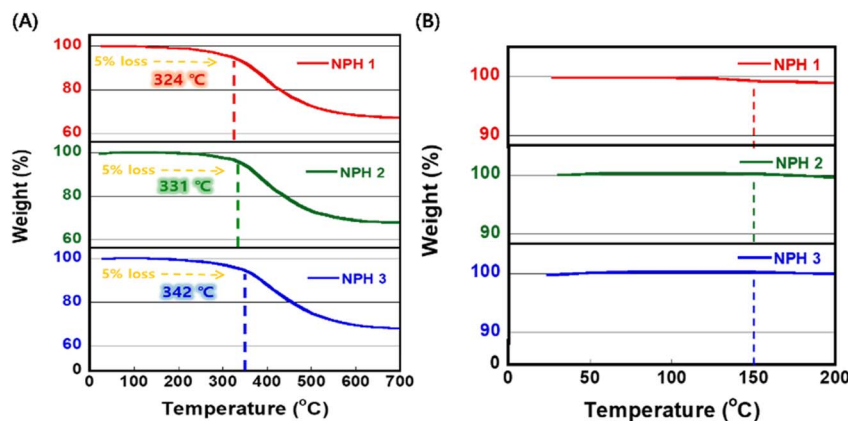 (A)
100
5% loss
324 ℃
NPH 1
80
60
100
5% loss
331 ℃
NPH 2
80
60
100
5% loss
342 ℃
NPH 3
80
60
0
0 100 200 300 400 500 600 700
Weight (%)
Temperature (°C)
(B)
100
NPH 1
90
100
NPH 2
90
100
NPH 3
90
0
0 50 100 150 200
Weight (%)
Temperature (°C)